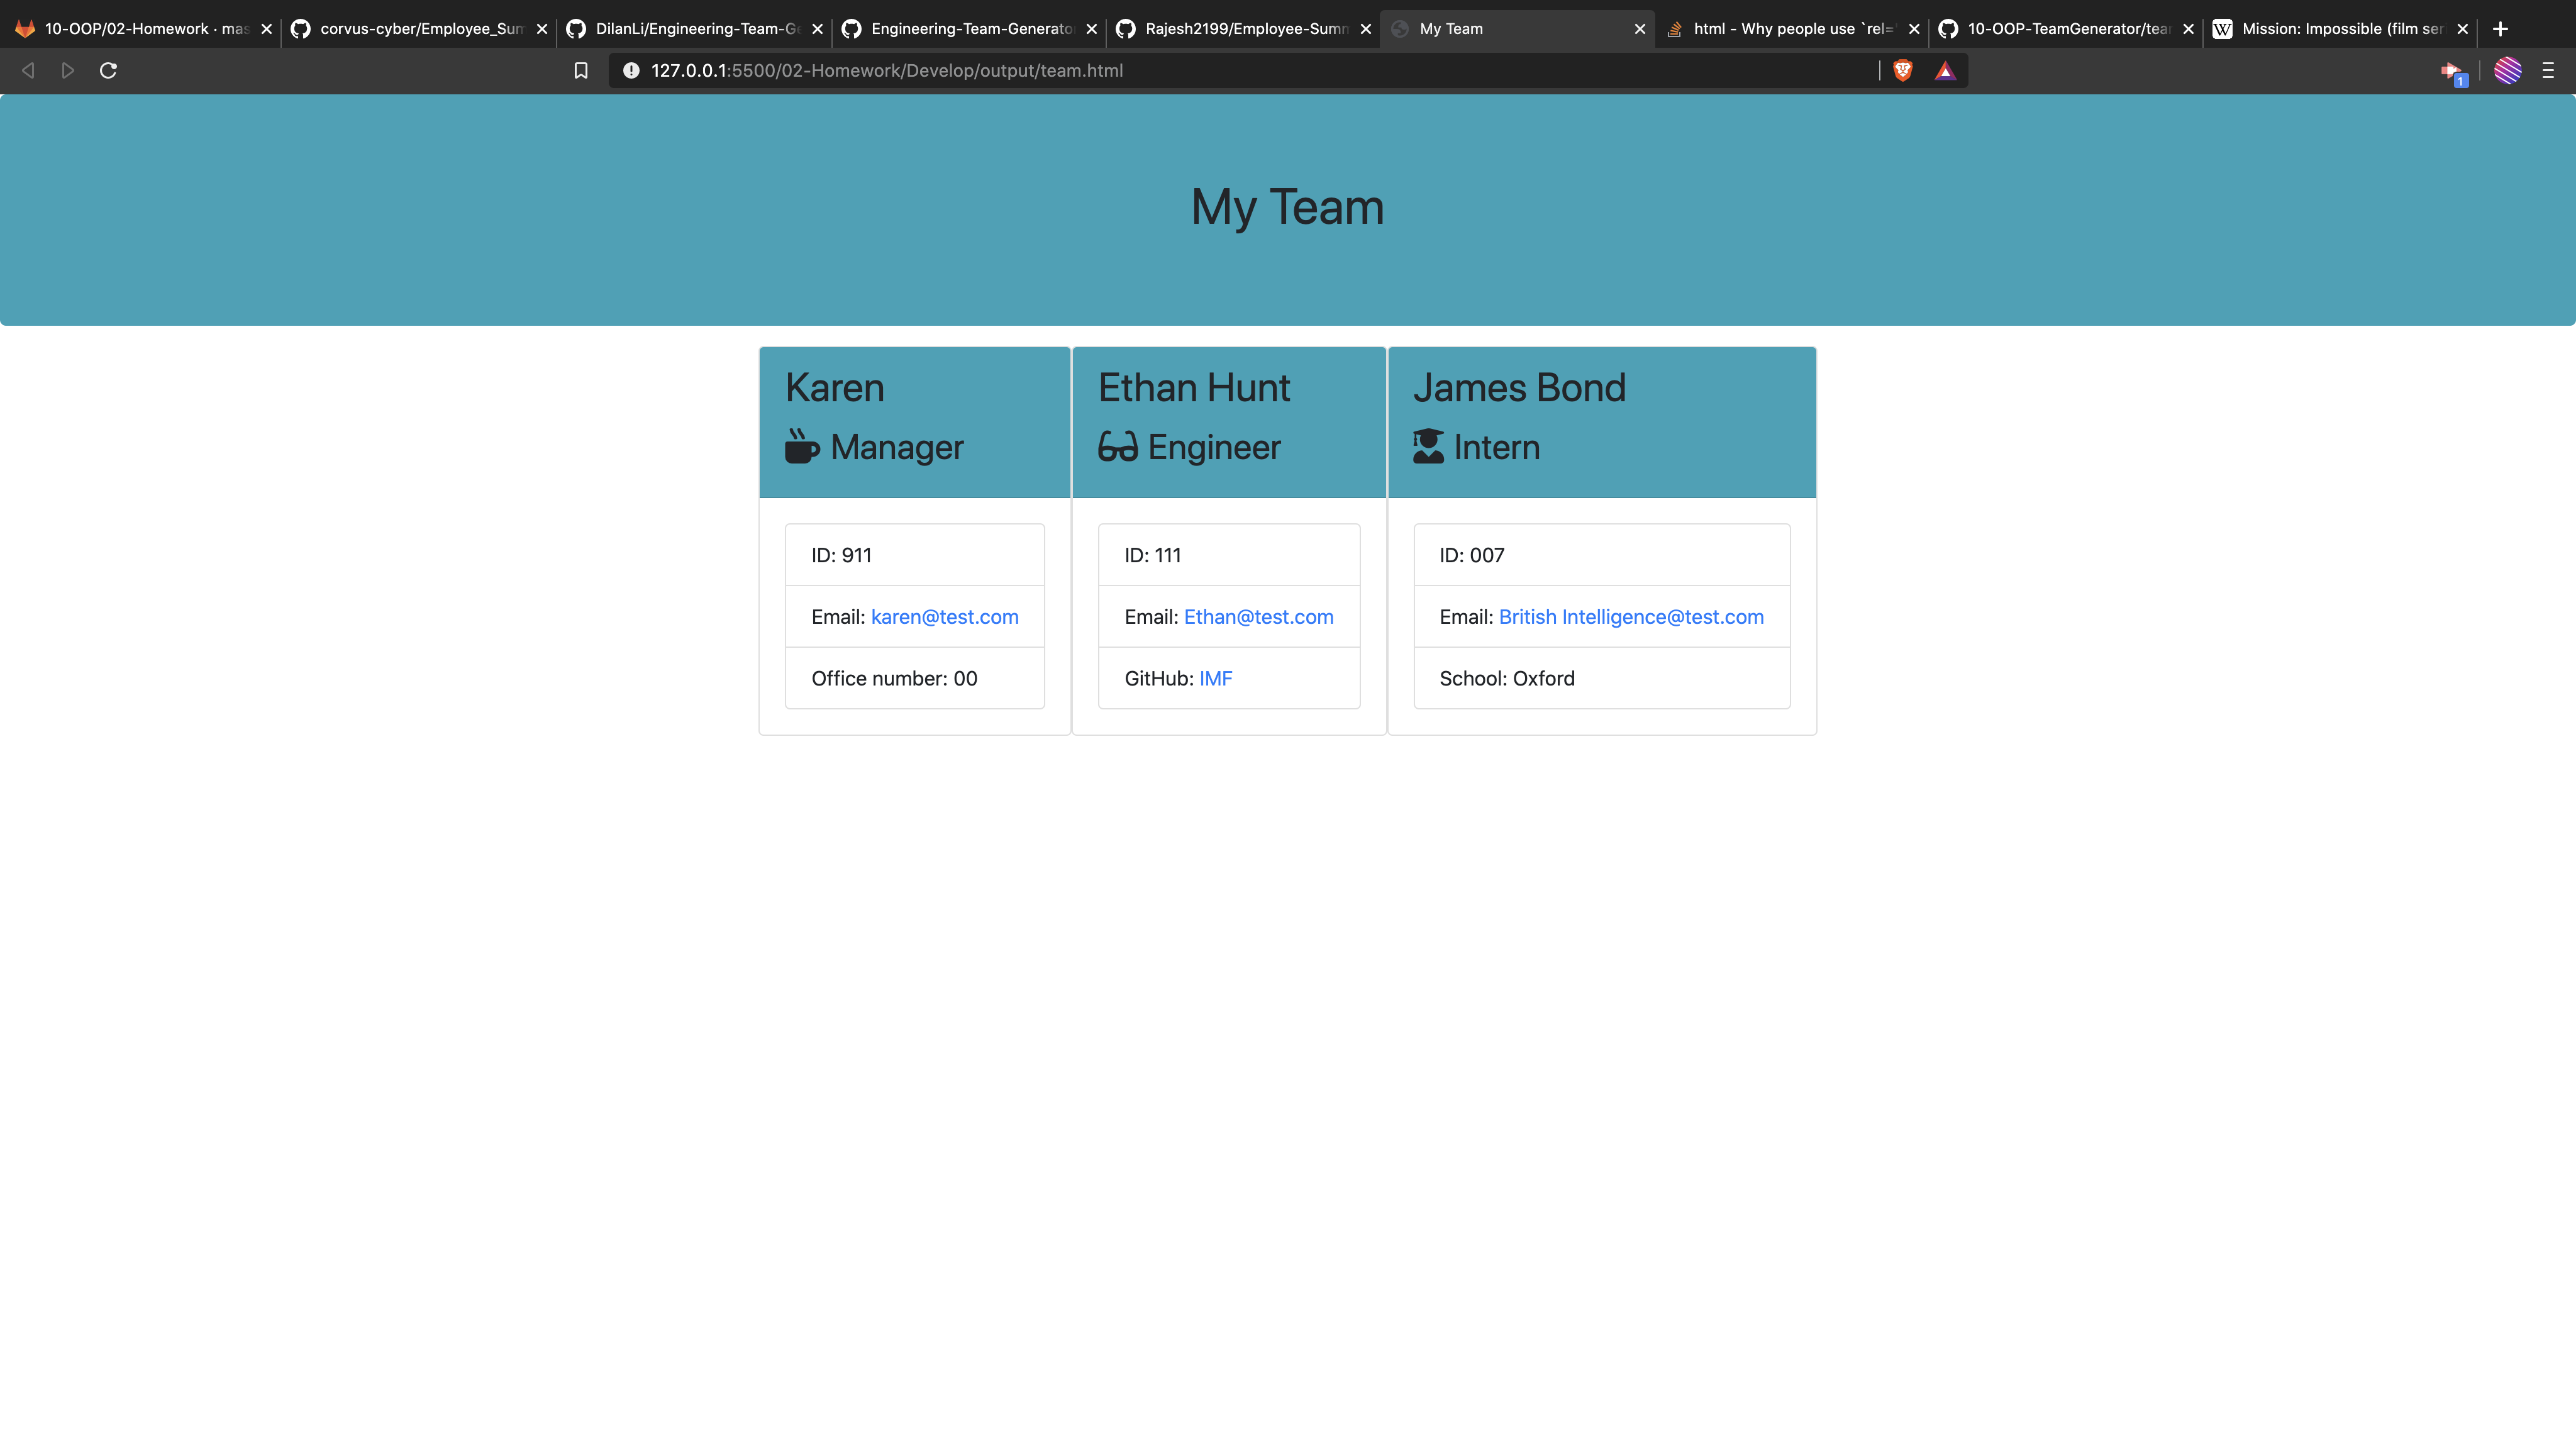 10-OOP/02-Homework · mas
corvus-cyber/Employee_Sum
DilanLi/Engineering-Team-Ge
Engineering-Team-Generator
Rajesh2199/Employee-Summ
My Team
html - Why people use `rel='
10-OOP-TeamGenerator/tear
W Mission: Impossible (film ser
127.0.0.1:5500/02-Homework/Develop/output/team.html
1
My Team
Karen
Manager
ID: 911
Email: karen@test.com
Office number: 00
Ethan Hunt
Engineer
ID: 111
Email: Ethan@test.com
GitHub: IMF
James Bond
Intern
ID: 007
Email: British Intelligence@test.com
School: Oxford